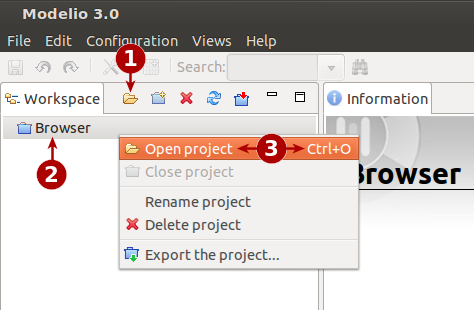 Modelio 3.0
File Edit Configuration Views Help
Search:
1
Workspace
Information
Browser
2
Open project 3 Ctrl+O
Close project
Browser
Rename project
Delete project
Export the project...